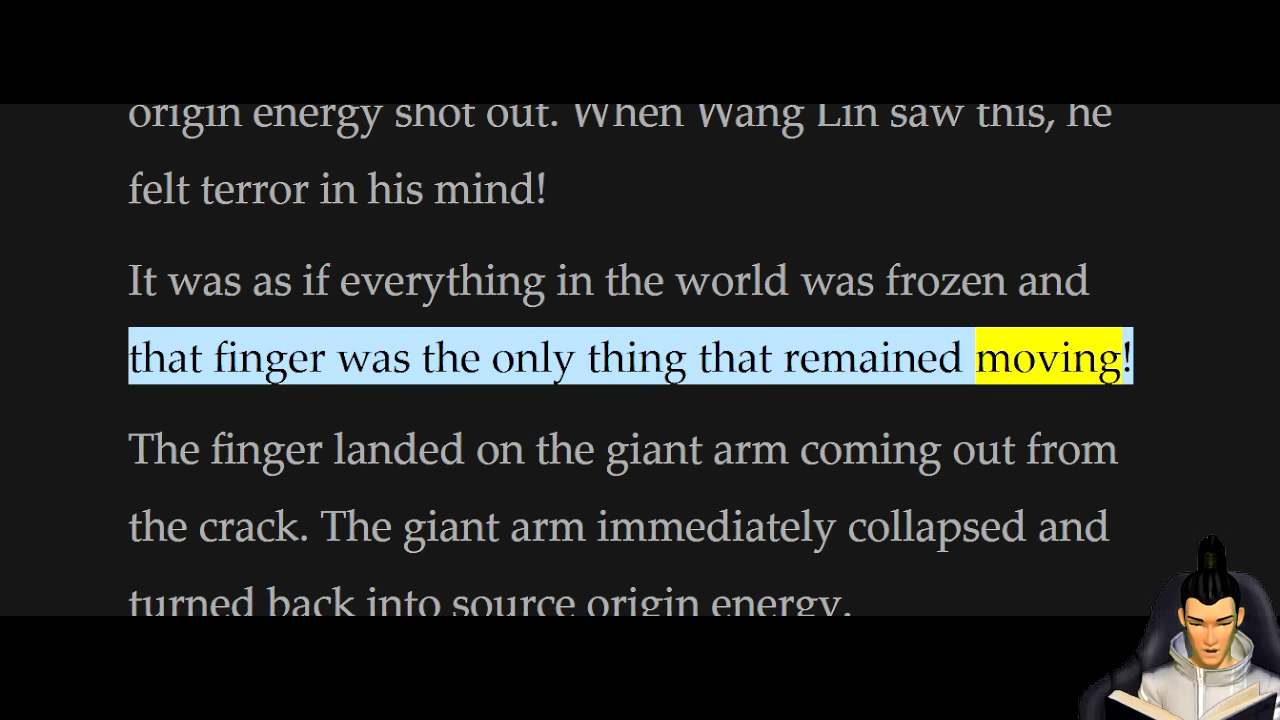 origin energy shot out. When Wang Lin saw this, he
felt terror in his mind!
It was as if everything in the world was frozen and
that finger was the only thing that remained moving!
The finger landed on the giant arm coming out from
the crack. The giant arm immediately collapsed and
turned back into source origin energy.